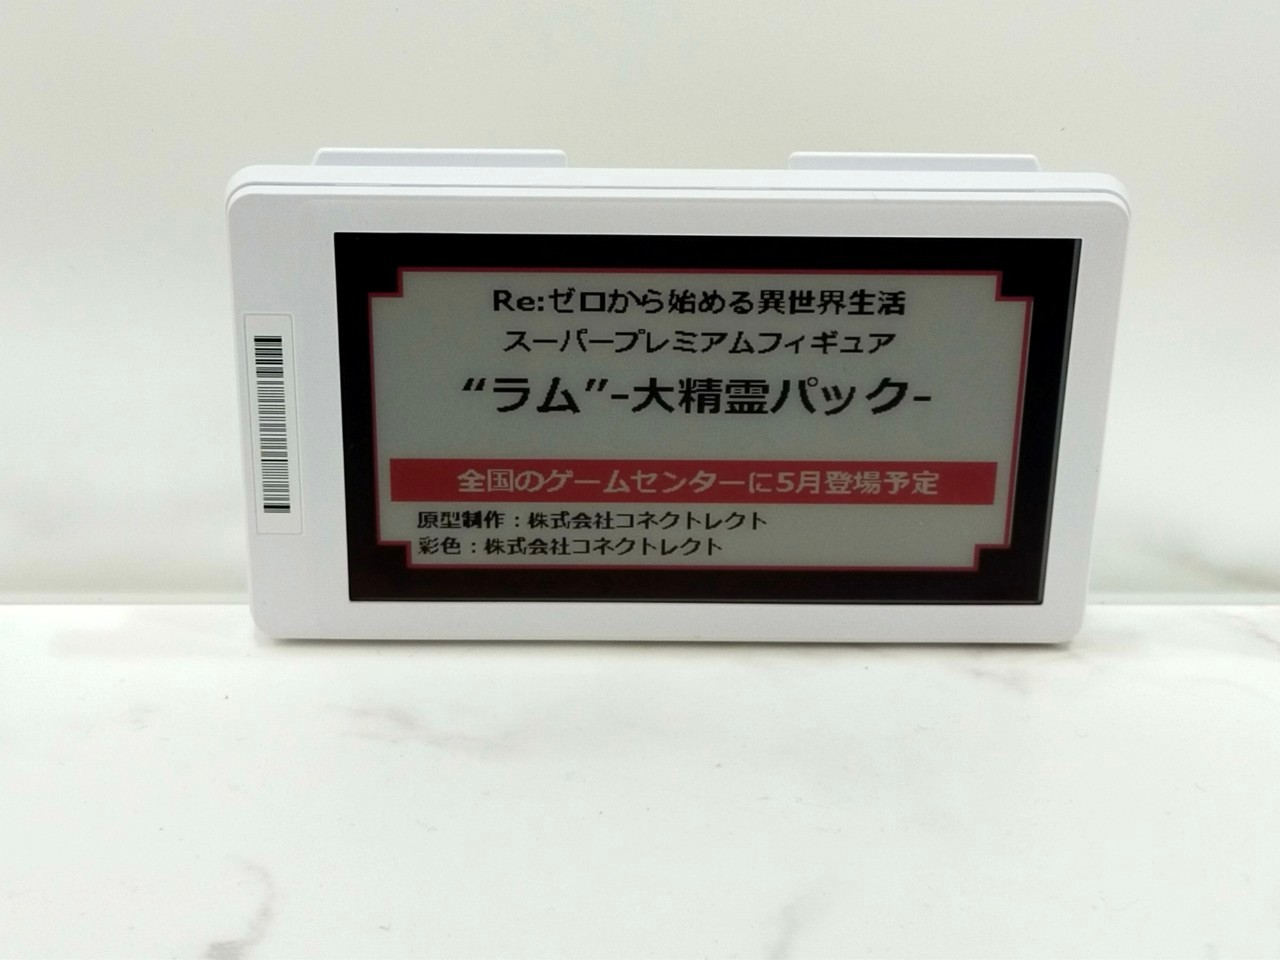 Re:ゼロから始める異世界生活
スーパープレミアムフィギュア
“ラム”-大精霊パック-
全国のゲームセンターに5月登場予定
原型制作：株式会社コネクトレクト
彩色：株式会社コネクトレクト